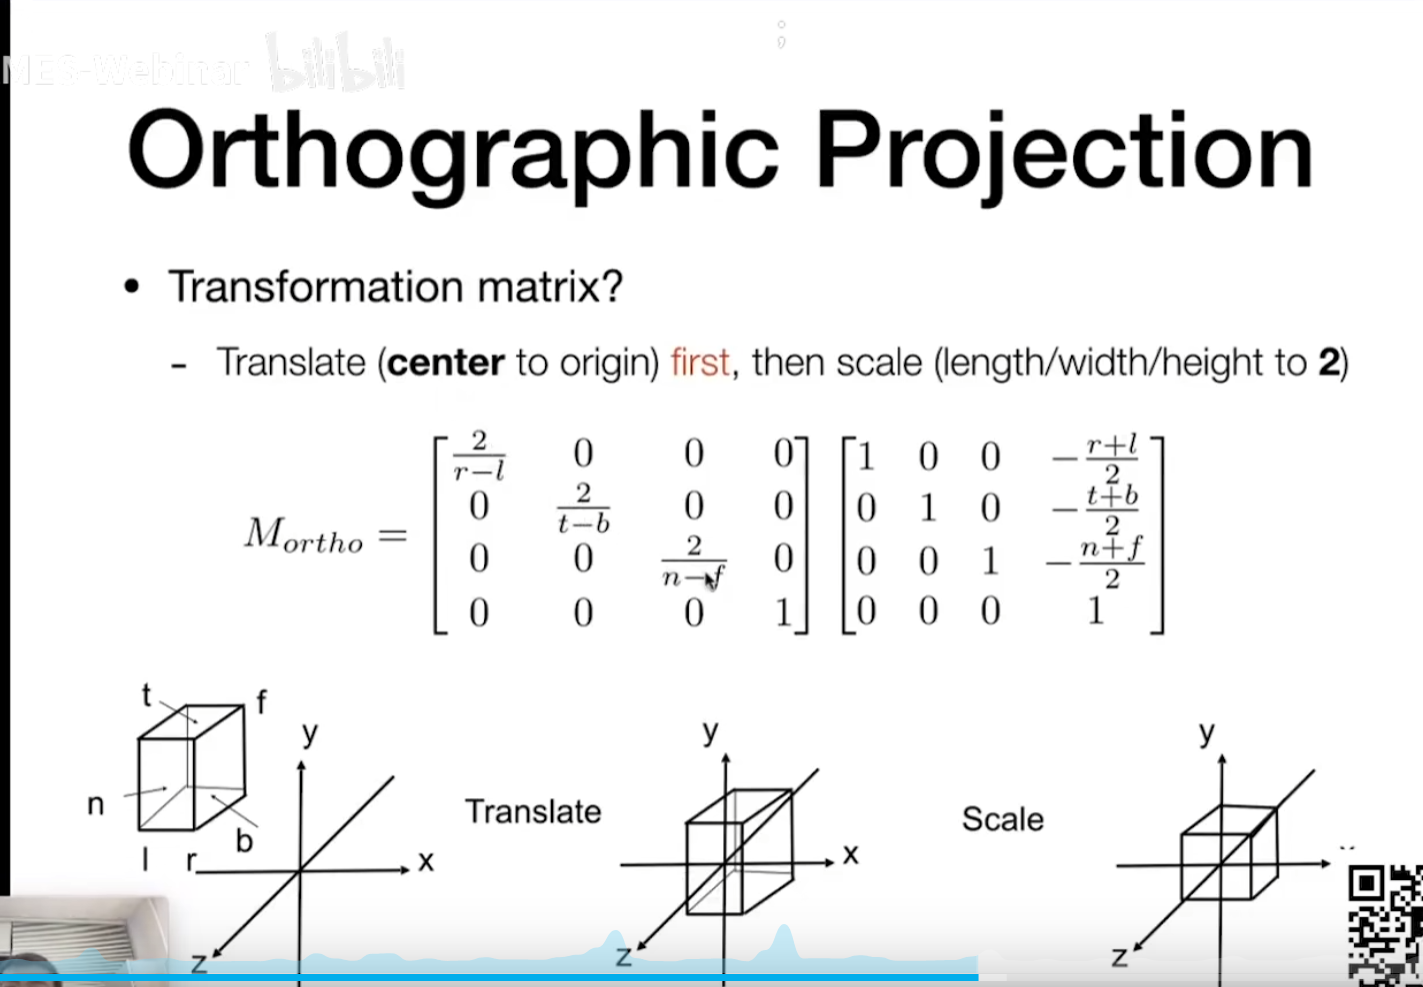 MES-Webinar bilibili
Orthographic Projection
• Transformation matrix?
- Translate (center to origin) first, then scale (length/width/height to 2)
M_{ortho} = \begin{bmatrix} \frac{2}{r-l} & 0 & 0 & 0 \\ 0 & \frac{2}{t-b} & 0 & 0 \\ 0 & 0 & \frac{2}{n-f} & 0 \\ 0 & 0 & 0 & 1 \end{bmatrix} \begin{bmatrix} 1 & 0 & 0 & -\frac{r+l}{2} \\ 0 & 1 & 0 & -\frac{t+b}{2} \\ 0 & 0 & 1 & -\frac{n+f}{2} \\ 0 & 0 & 0 & 1 \end{bmatrix}
t f
y
n
b
l r
x
z
Translate
y
x
z
Scale
y
z